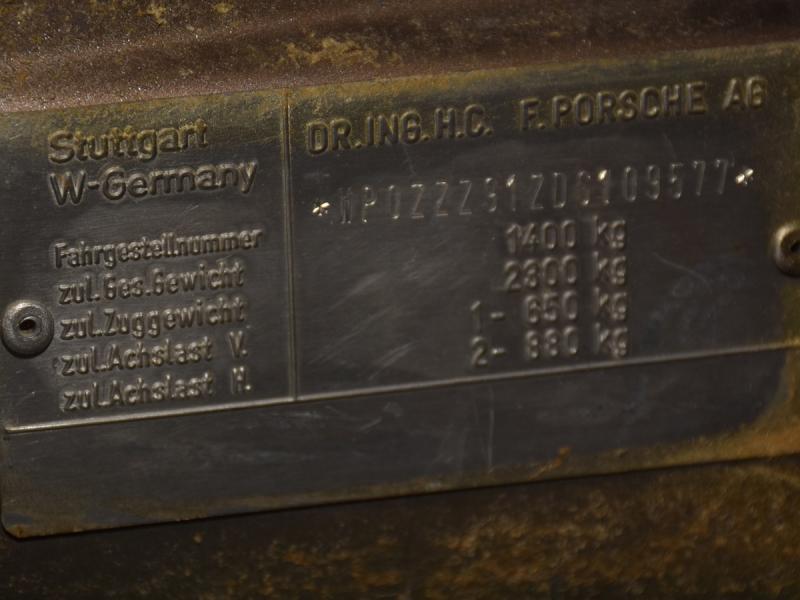 Stuttgart
W-Germany
Fahrgestellnummer
zul.Ges.Gewicht
zul.Zuggewicht
zul.Achslast V.
zul.Achslast H.
DR.ING.H.C. F.PORSCHE AG
*WP0ZZZ91ZDS109577*
1400 kg
2300 kg
1- 650 kg
2- 880 kg